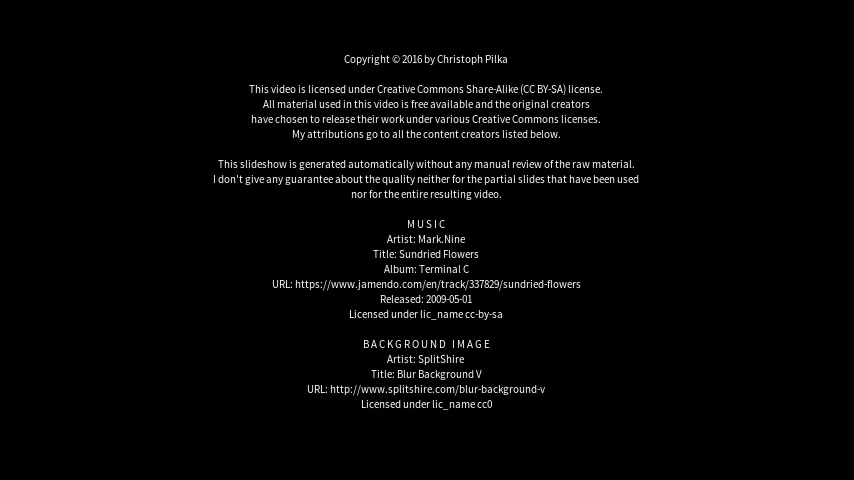 Copyright © 2016 by Christoph Pilka
This video is licensed under Creative Commons Share-Alike (CC BY-SA) license.
All material used in this video is free available and the original creators
have chosen to release their work under various Creative Commons licenses.
My attributions go to all the content creators listed below.
This slideshow is generated automatically without any manual review of the raw material.
I don't give any guarantee about the quality neither for the partial slides that have been used
nor for the entire resulting video.
MUSIC
Artist: Mark.Nine
Title: Sundried Flowers
Album: Terminal C
URL: https://www.jamendo.com/en/track/337829/sundried-flowers
Released: 2009-05-01
Licensed under lic_name cc-by-sa
BACKGROUND IMAGE
Artist: SplitShire
Title: Blur Background V
URL: http://www.splitshire.com/blur-background-v
Licensed under lic_name cc0